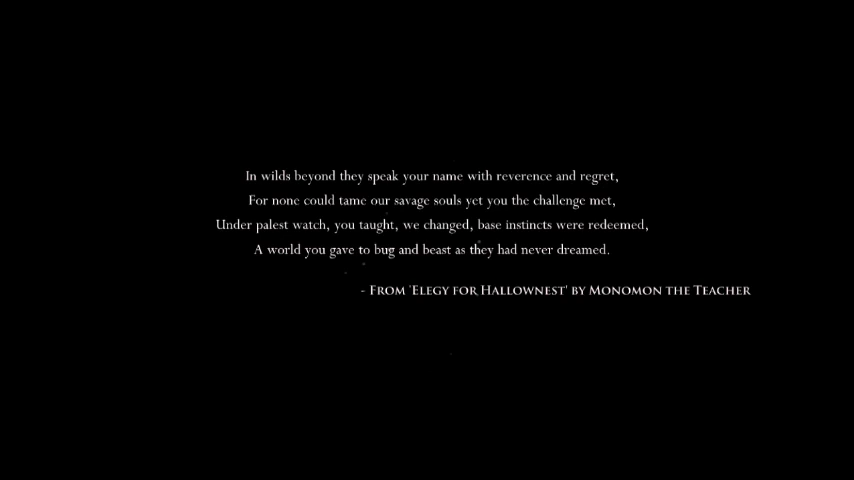 In wilds beyond they speak your name with reverence and regret,
For none could tame our savage souls yet you the challenge met,
Under palest watch, you taught, we changed, base instincts were redeemed,
A world you gave to bug and beast as they had never dreamed.
- From 'Elegy for Hallownest' by Monomon the Teacher